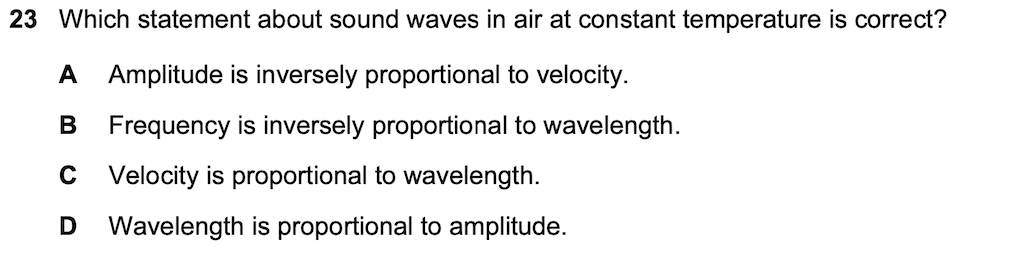 23 Which statement about sound waves in air at constant temperature is correct?
A Amplitude is inversely proportional to velocity.
B Frequency is inversely proportional to wavelength.
C Velocity is proportional to wavelength.
D Wavelength is proportional to amplitude.